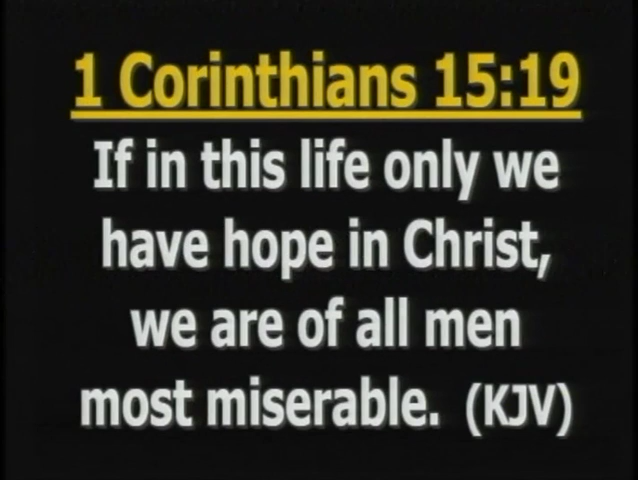 1 Corinthians 15:19
If in this life only we
have hope in Christ,
we are of all men
most miserable. (KJV)